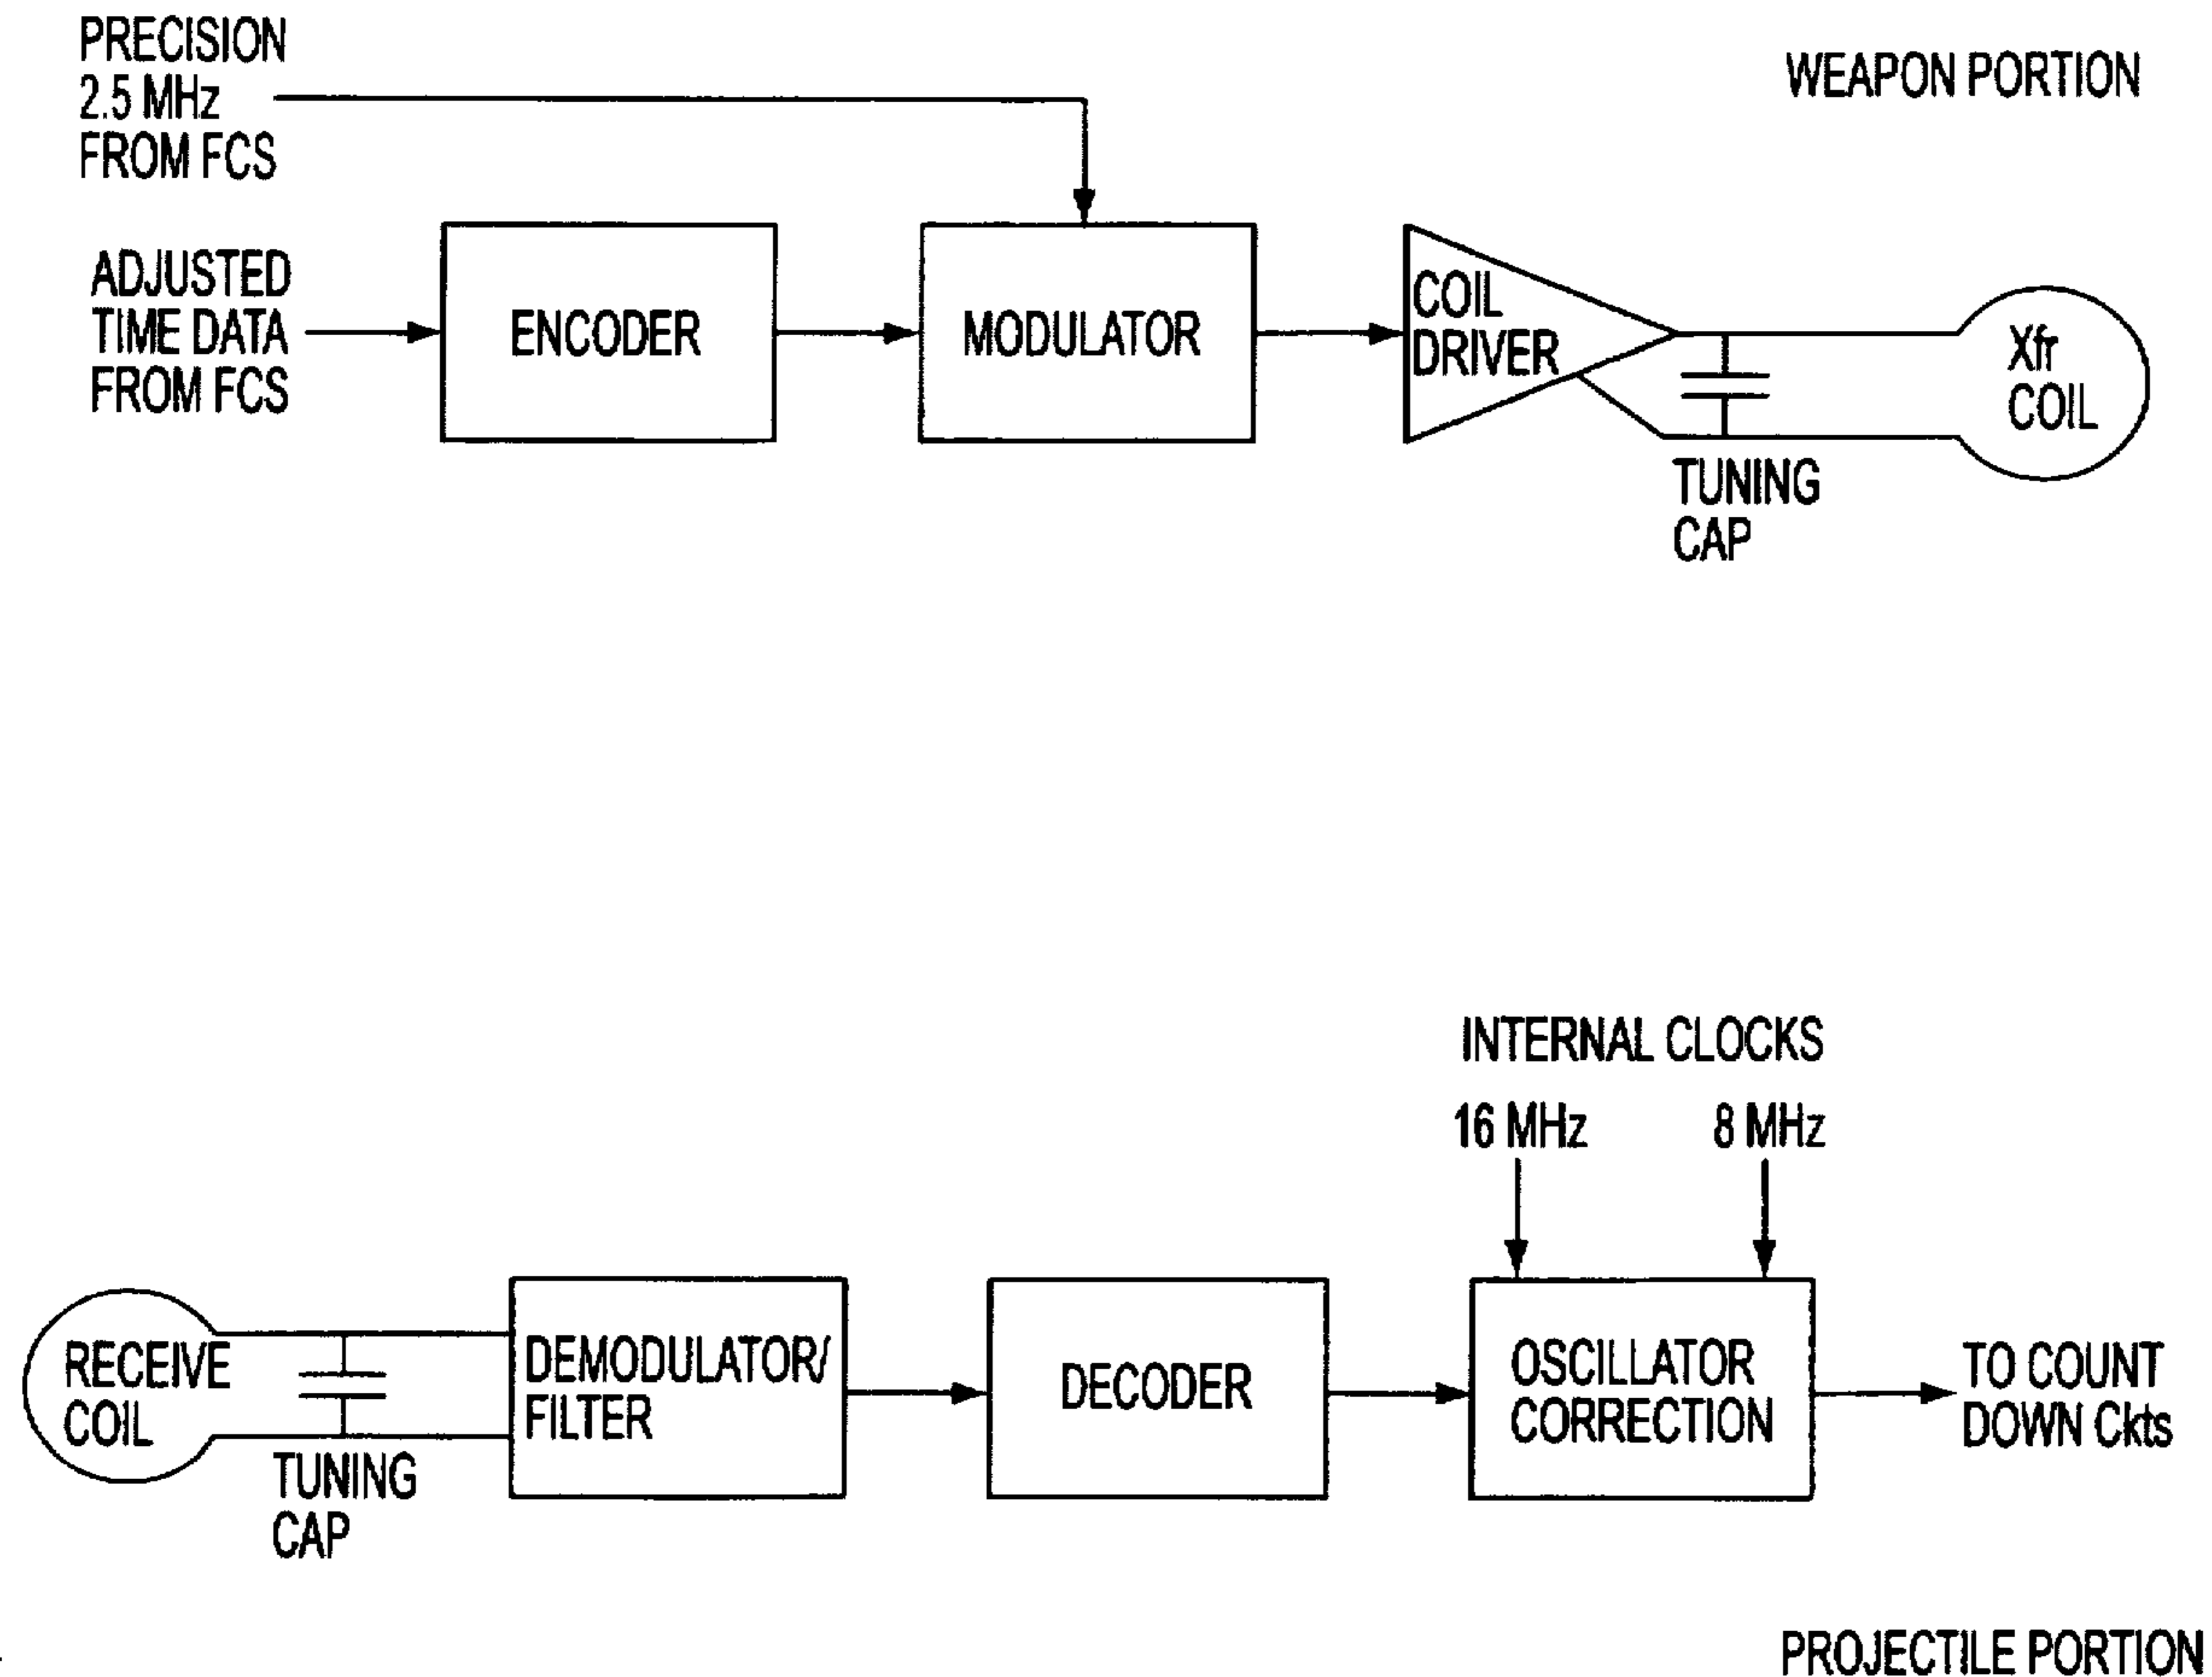 PRECISION
2.5 MHz
FROM FCS
WEAPON PORTION
ADJUSTED
TIME DATA
FROM FCS
ENCODER
MODULATOR
COIL
DRIVER
Xfr
COIL
TUNING
CAP
INTERNAL CLOCKS
16 MHz
8 MHz
RECEIVE
COIL
TUNING
CAP
DEMODULATOR/
FILTER
DECODER
OSCILLATOR
CORRECTION
TO COUNT
DOWN Ckts
PROJECTILE PORTION